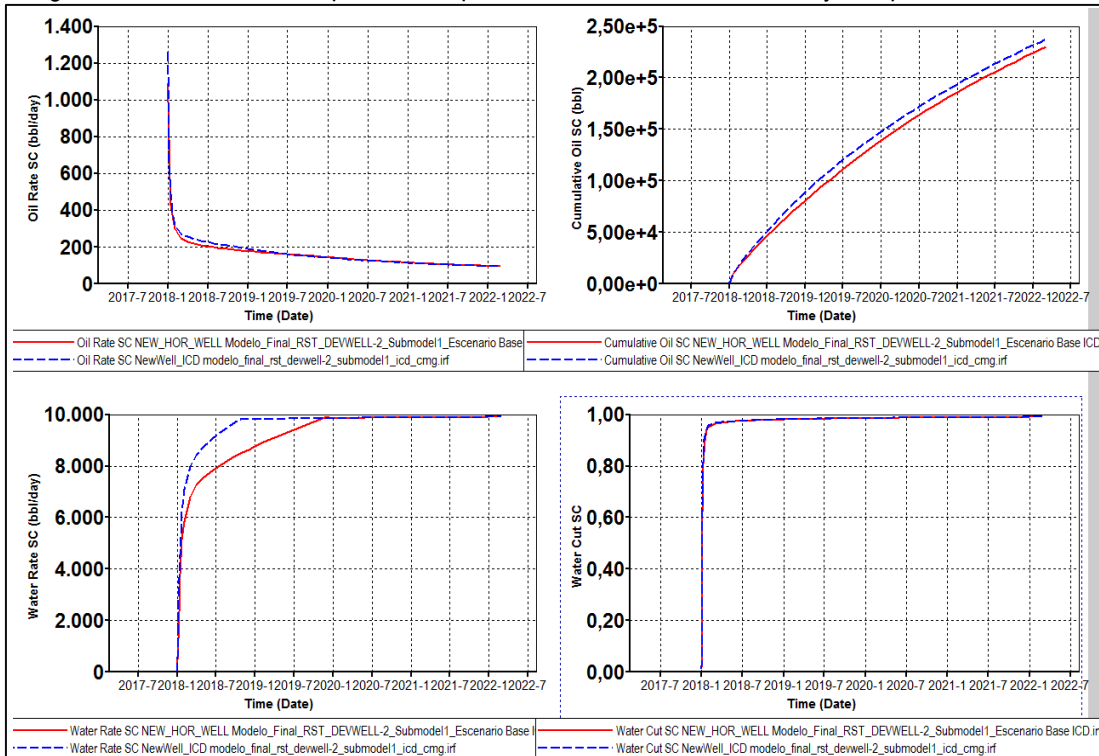 1.400
1.200
1.000
800
600
400
200
0
Oil Rate SC (bbl/day)
2017-7 2018-1 2018-7 2019-1 2019-7 2020-1 2020-7 2021-1 2021-7 2022-1 2022-7
Time (Date)
Oil Rate SC NEW_HOR_WELL Modelo_Final_RST_DEVWELL-2_Submodel1_Escenario Base
Oil Rate SC NewWell_ICD modelo_final_rst_devwell-2_submodel1_icd_cmg.irf
2,50e+5
2,00e+5
1,50e+5
1,00e+5
5,00e+4
0,00e+0
Cumulative Oil SC (bbl)
2017-7 2018-1 2018-7 2019-1 2019-7 2020-1 2020-7 2021-1 2021-7 2022-1 2022-7
Time (Date)
Cumulative Oil SC NEW_HOR_WELL Modelo_Final_RST_DEVWELL-2_Submodel1_Escenario Base ICD
Cumulative Oil SC NewWell_ICD modelo_final_rst_devwell-2_submodel1_icd_cmg.irf
10.000
8.000
6.000
4.000
2.000
0
Water Rate SC (bbl/day)
2017-7 2018-1 2018-7 2019-1 2019-7 2020-1 2020-7 2021-1 2021-7 2022-1 2022-7
Time (Date)
Water Rate SC NEW_HOR_WELL Modelo_Final_RST_DEVWELL-2_Submodel1_Escenario Base I
Water Rate SC NewWell_ICD modelo_final_rst_devwell-2_submodel1_icd_cmg.irf
1,00
0,80
0,60
0,40
0,20
0,00
Water Cut SC
2017-7 2018-1 2018-7 2019-1 2019-7 2020-1 2020-7 2021-1 2021-7 2022-1 2022-7
Time (Date)
Water Cut SC NEW_HOR_WELL Modelo_Final_RST_DEVWELL-2_Submodel1_Escenario Base ICD.ir
Water Cut SC NewWell_ICD modelo_final_rst_devwell-2_submodel1_icd_cmg.irf